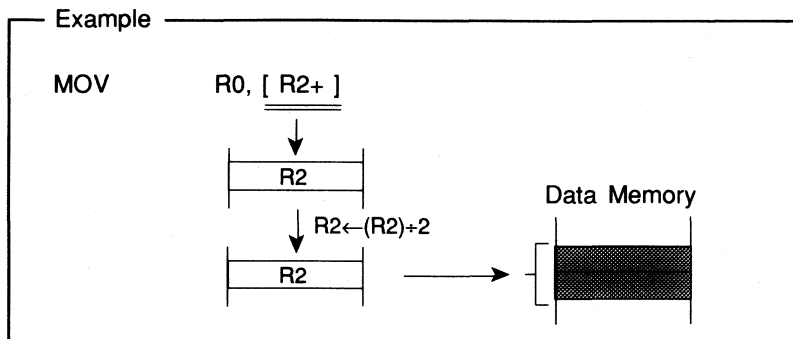 Example
MOV R0, [ R2+ ]
R2
R2←(R2)÷2
R2
Data Memory